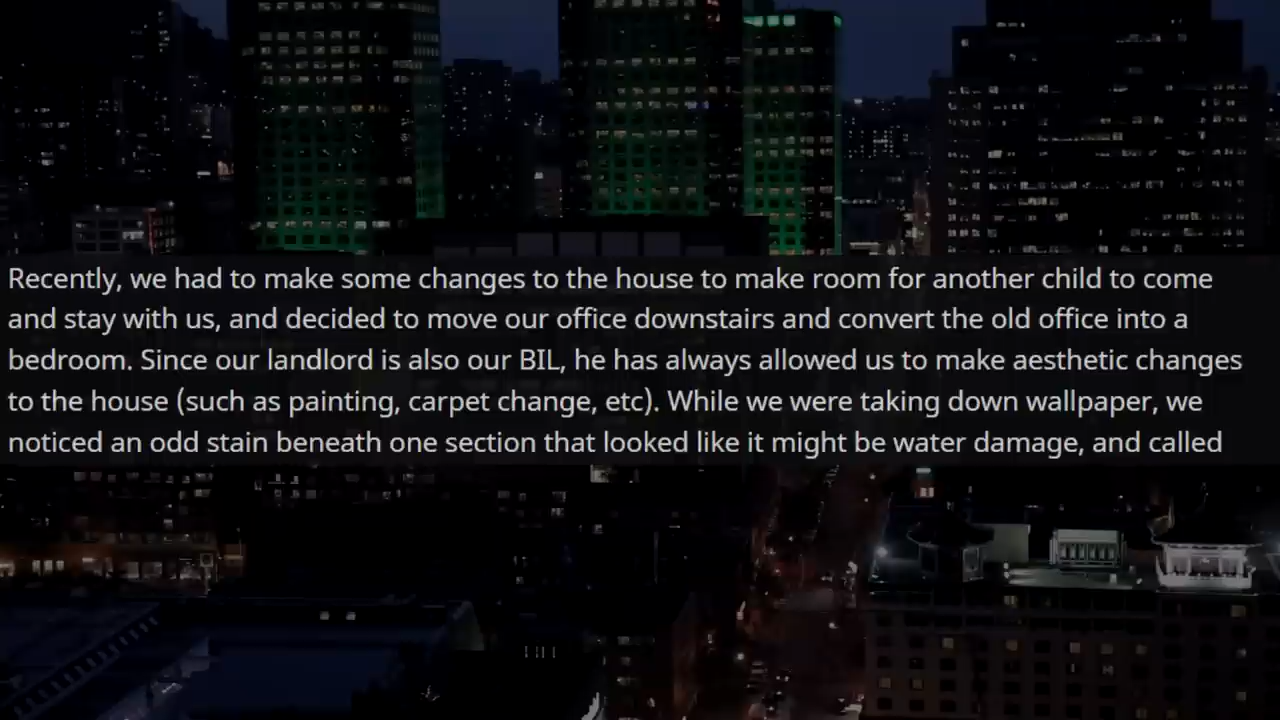 Recently, we had to make some changes to the house to make room for another child to come
and stay with us, and decided to move our office downstairs and convert the old office into a
bedroom. Since our landlord is also our BIL, he has always allowed us to make aesthetic changes
to the house (such as painting, carpet change, etc). While we were taking down wallpaper, we
noticed an odd stain beneath one section that looked like it might be water damage, and called